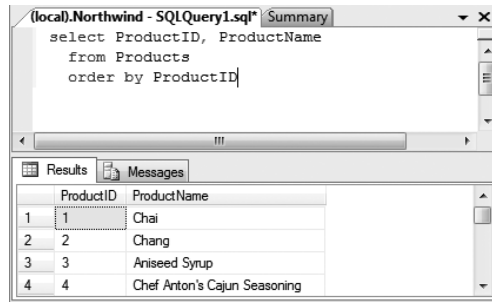 (local).Northwind - SQLQuery1.sql* Summary
select ProductID, ProductName
from Products
order by ProductID
Results Messages
ProductID ProductName
1 1 Chai
2 2 Chang
3 3 Aniseed Syrup
4 4 Chef Anton's Cajun Seasoning